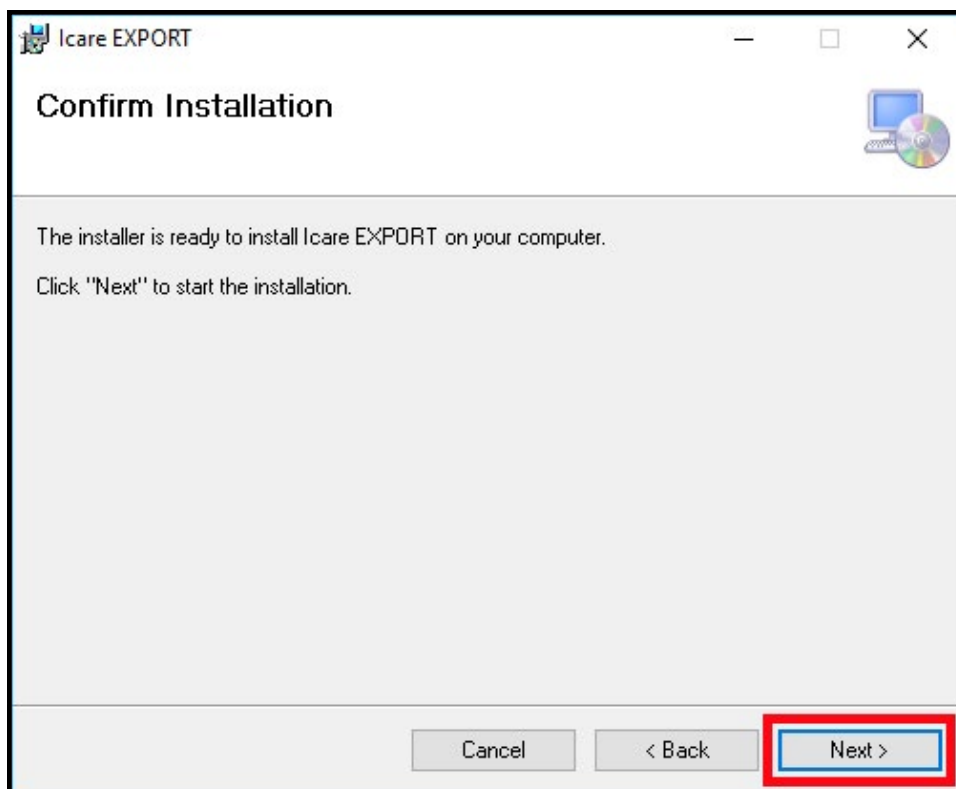 Icare EXPORT
Confirm Installation
The installer is ready to install Icare EXPORT on your computer.
Click "Next" to start the installation.
Cancel
< Back
Next >